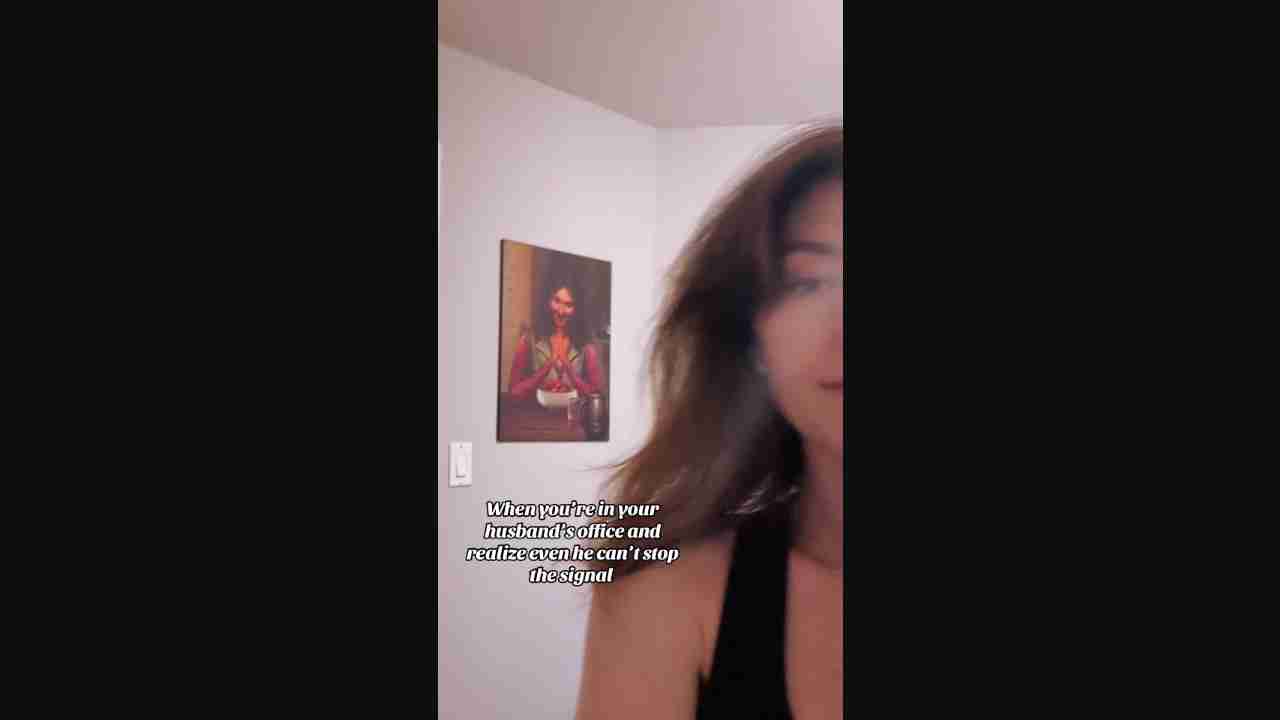 When you're in your
husband's office and
realize even he can't stop
the signal